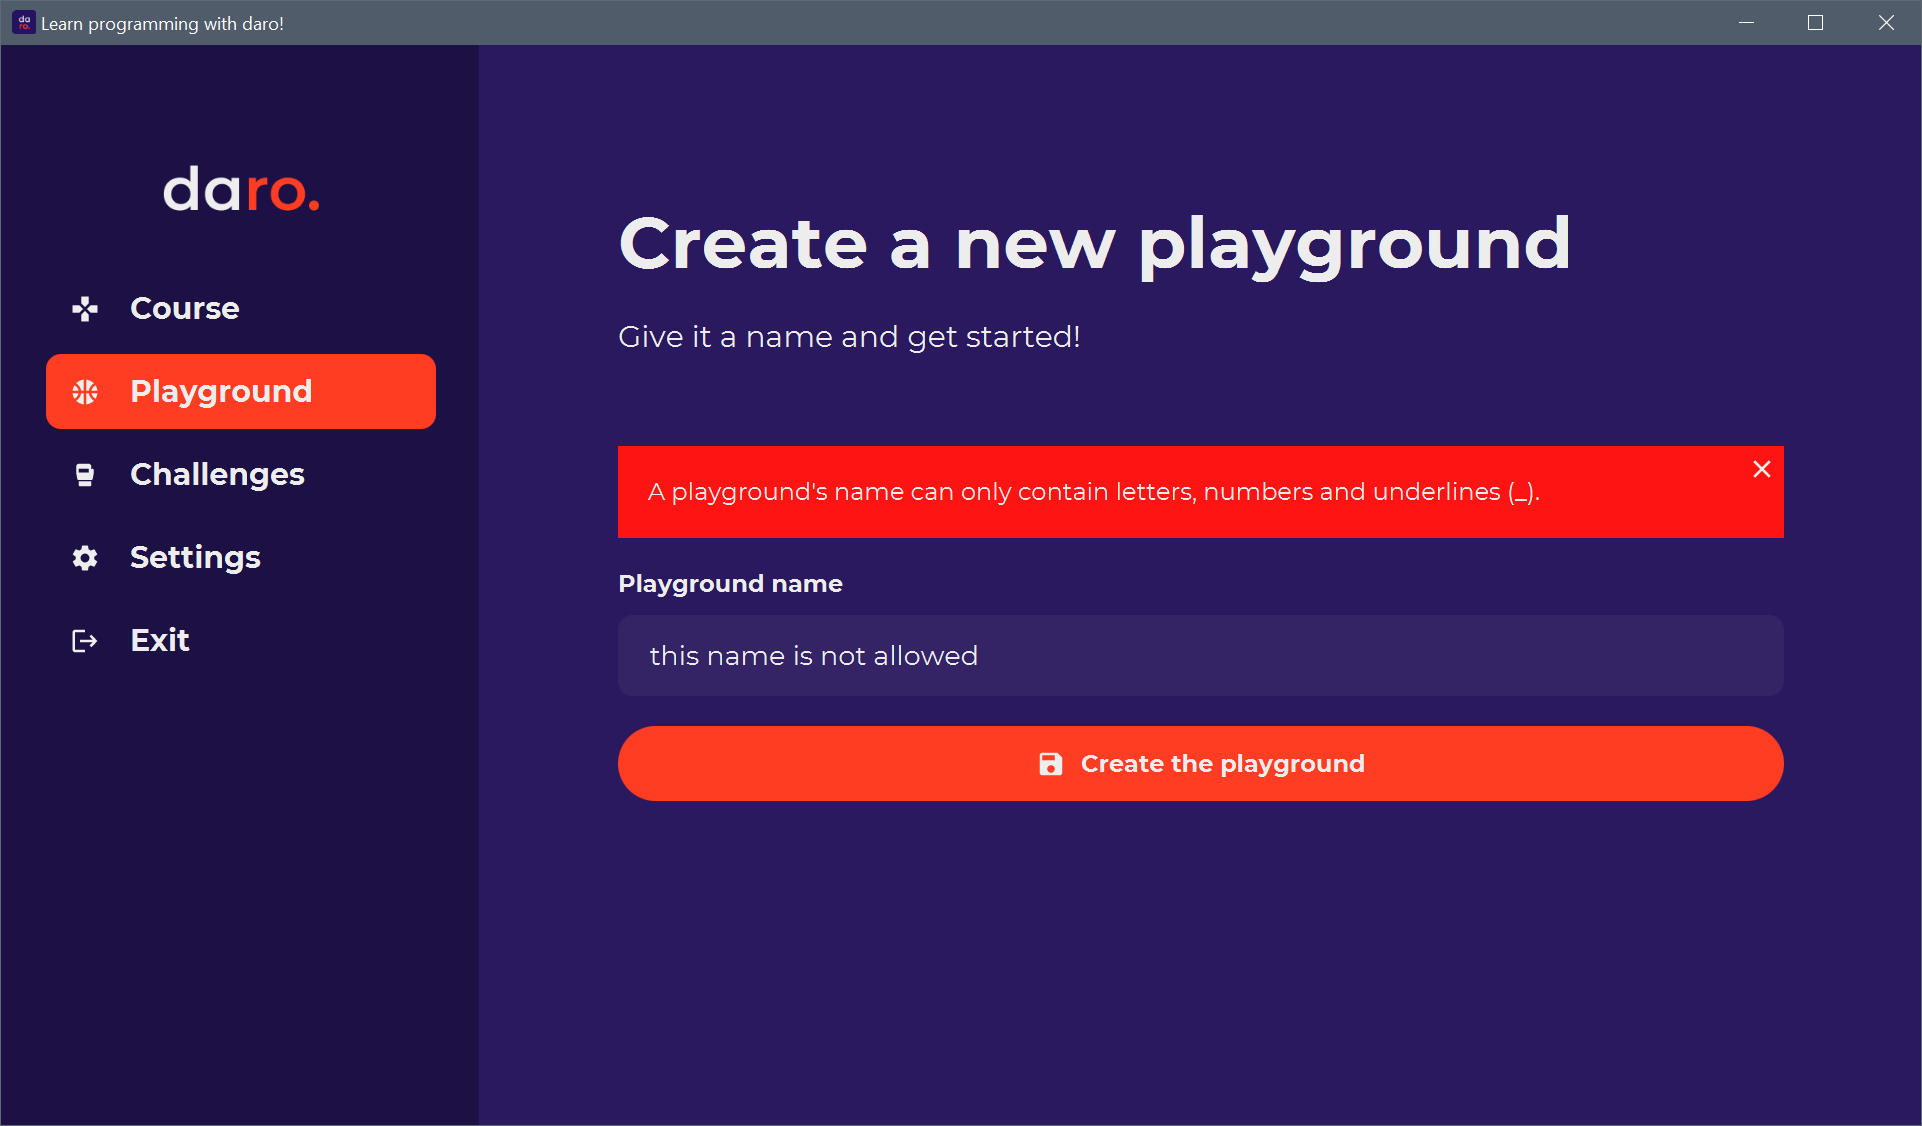 da
ro.
Learn programming with daro!
daro.
Course
Playground
Challenges
Settings
Exit
Create a new playground
Give it a name and get started!
A playground's name can only contain letters, numbers and underlines (_).
Playground name
this name is not allowed
Create the playground